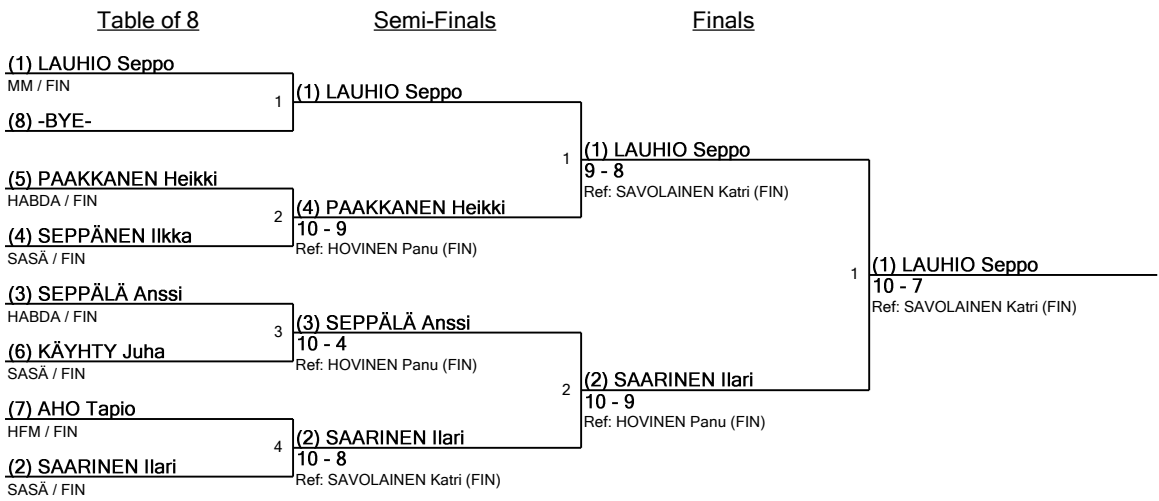 Table of 8
Semi-Finals
Finals
(1) LAUHIO Seppo
MM / FIN
1
(8) -BYE-
(1) LAUHIO Seppo
(5) PAAKKANEN Heikki
HABDA / FIN
2
(4) SEPPÄNEN Ilkka
SASÄ / FIN
(4) PAAKKANEN Heikki
10 - 9
Ref: HOVINEN Panu (FIN)
1
(1) LAUHIO Seppo
9 - 8
Ref: SAVOLAINEN Katri (FIN)
(3) SEPPÄLÄ Anssi
HABDA / FIN
3
(6) KÄYHTY Juha
SASÄ / FIN
(3) SEPPÄLÄ Anssi
10 - 4
Ref: HOVINEN Panu (FIN)
(7) AHO Tapio
HFM / FIN
4
(2) SAARINEN Ilari
SASÄ / FIN
(2) SAARINEN Ilari
10 - 8
Ref: SAVOLAINEN Katri (FIN)
2
(2) SAARINEN Ilari
10 - 9
Ref: HOVINEN Panu (FIN)
1
(1) LAUHIO Seppo
10 - 7
Ref: SAVOLAINEN Katri (FIN)